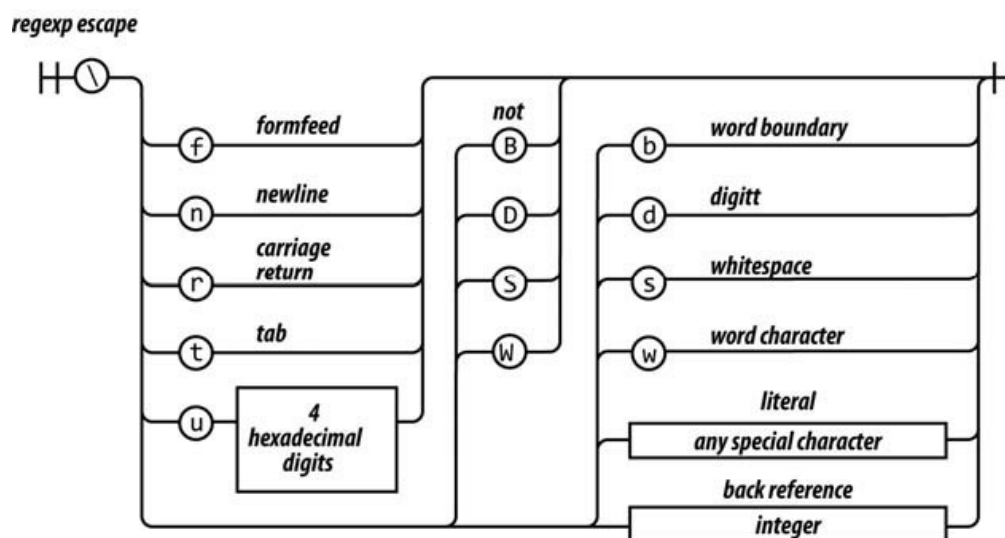 regexp escape
\
not
f formfeed
B
b word boundary
n newline
D
d digitt
r carriage
return
S
s whitespace
t tab
W
w word character
u 4
hexadecimal
digits
literal
any special character
back reference
integer